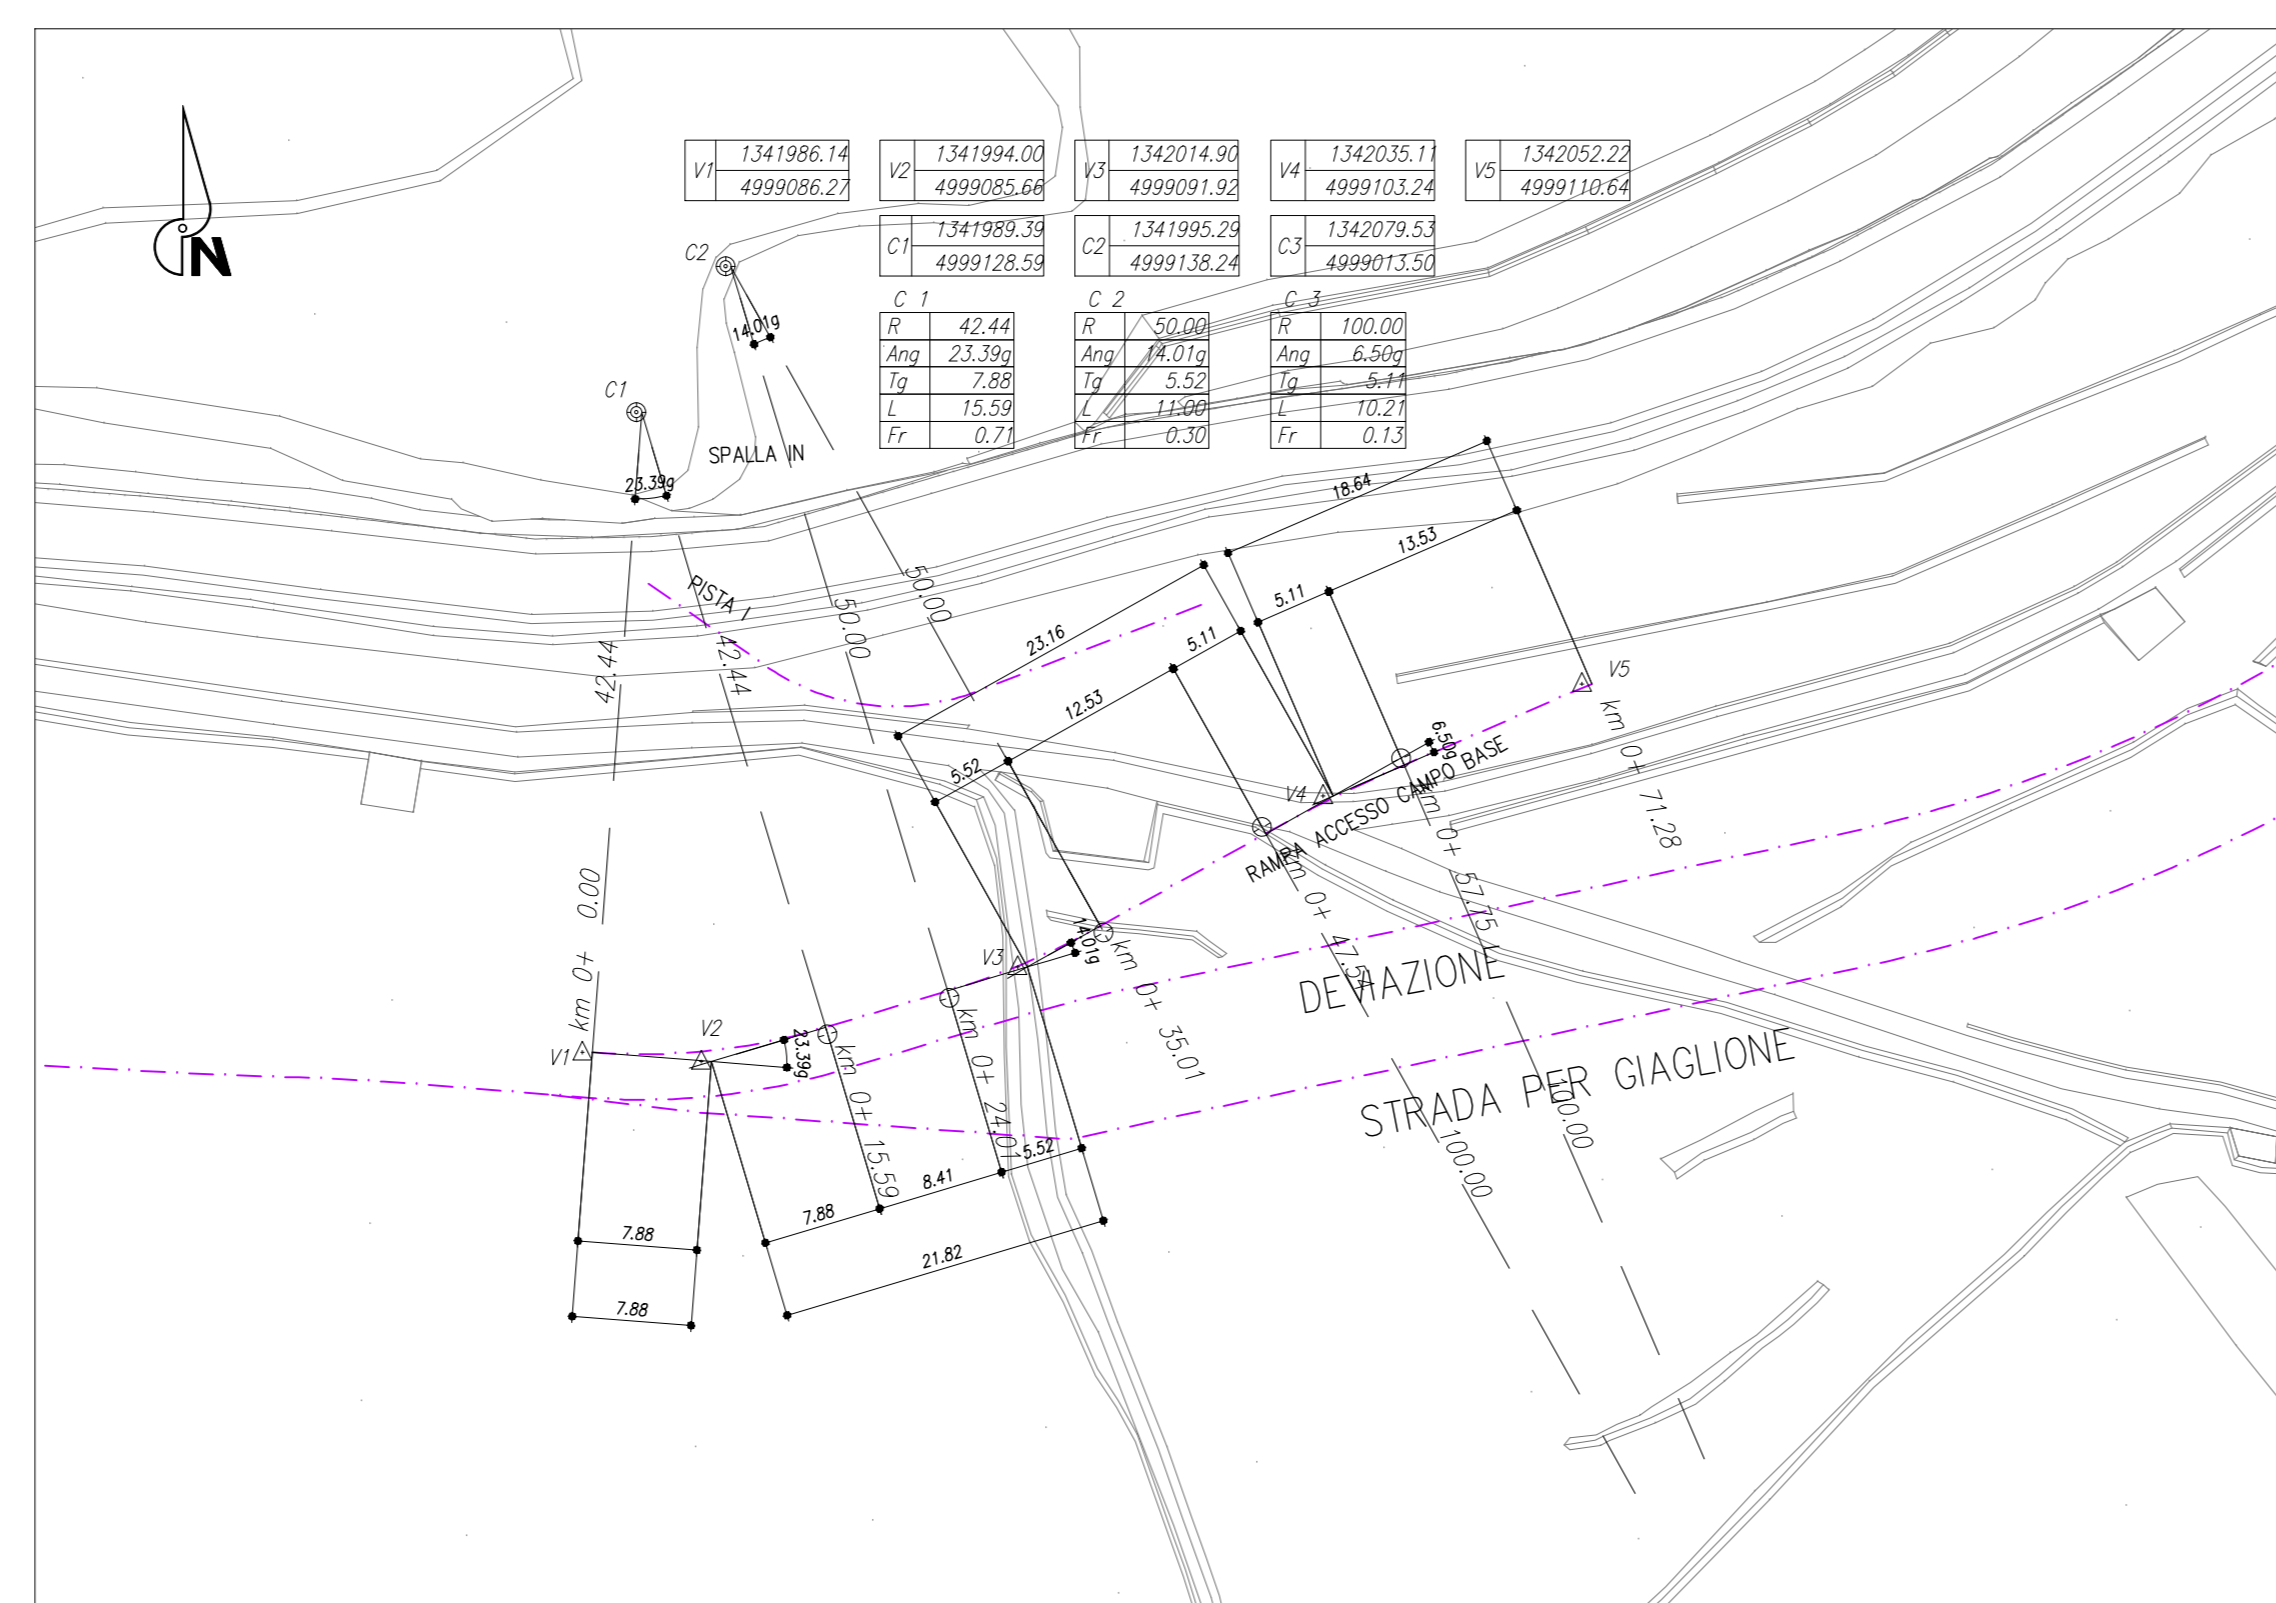 N
V1 1341986.14
4999086.27
V2 1341994.00
4999085.66
V3 1342014.90
4999091.92
V4 1342035.11
4999103.24
V5 1342052.22
4999110.64
C1 1341989.39
4999128.59
C2 1341995.29
4999138.24
C3 1342079.53
4999013.50
C 1
R 42.44
Ang 23.39g
Tg 7.88
L 15.59
Fr 0.71
C 2
R 50.00
Ang 14.01g
Tg 5.52
L 11.00
Fr 0.30
C 3
R 100.00
Ang 6.50g
Tg 5.11
L 10.21
Fr 0.13
C2
14.01g
C1
23.39g
SPALLA IN
PISTA I
42.44
42.44
50.00
50.00
18.64
13.53
5.11
23.16
5.11
12.53
5.52
V5
km 0+ 71.28
6.50g
V4
RAMPA ACCESSO CAMPO BASE
km 0+ 57.75
km 0+ 47.54
km 0+ 0.00
V3
14.01g
km 0+ 35.01
V1
V2
23.39g
km 0+ 15.59
km 0+ 24.01
DEVIAZIONE
STRADA PER GIAGLIONE
100.00
100.00
5.52
8.41
7.88
21.82
7.88
7.88